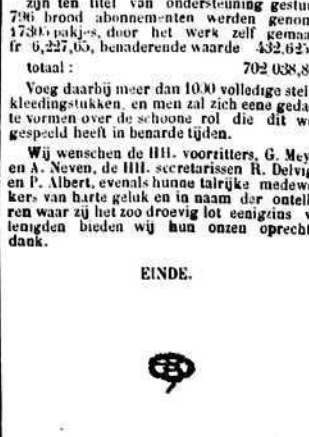 zijn ten titel van ondersteuning
796 brood abonnementen werden genom
pakjes, door het werk zelf gemaa
fr 6,227,65, benaderende waarde 432,625
totaal : 702 038,8
Voeg daarbij meer dan 1000 volledige stel
kleedingstukken, en men zal zich eene geda
te vormen over de schoone rol die dit w
gespeeld heeft in benarde tijden.
Wij wenschen de HH. voorzitters, G. Mey
en A. Neven, de HH. secretarissen R. Delvig
en P. Albert, evenals hunne talrijke medewe
kers van harte geluk en in naam der ontell
ren waar zij het zoo droevig lot eenigzins v
lenigden bieden wij hun onzen oprecht
dank.
EINDE.